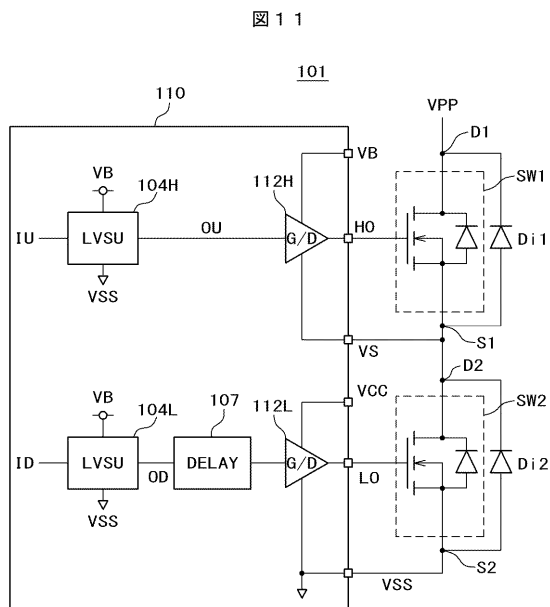 図11
101
110
VPP
D1
VB
VB
104H
112H
SW1
IU
LVSU
OU
G/D
HO
Di1
VSS
VS
S1
D2
VB
104L
107
112L
VCC
SW2
ID
LVSU
OD
DELAY
G/D
LO
Di2
VSS
VSS
S2